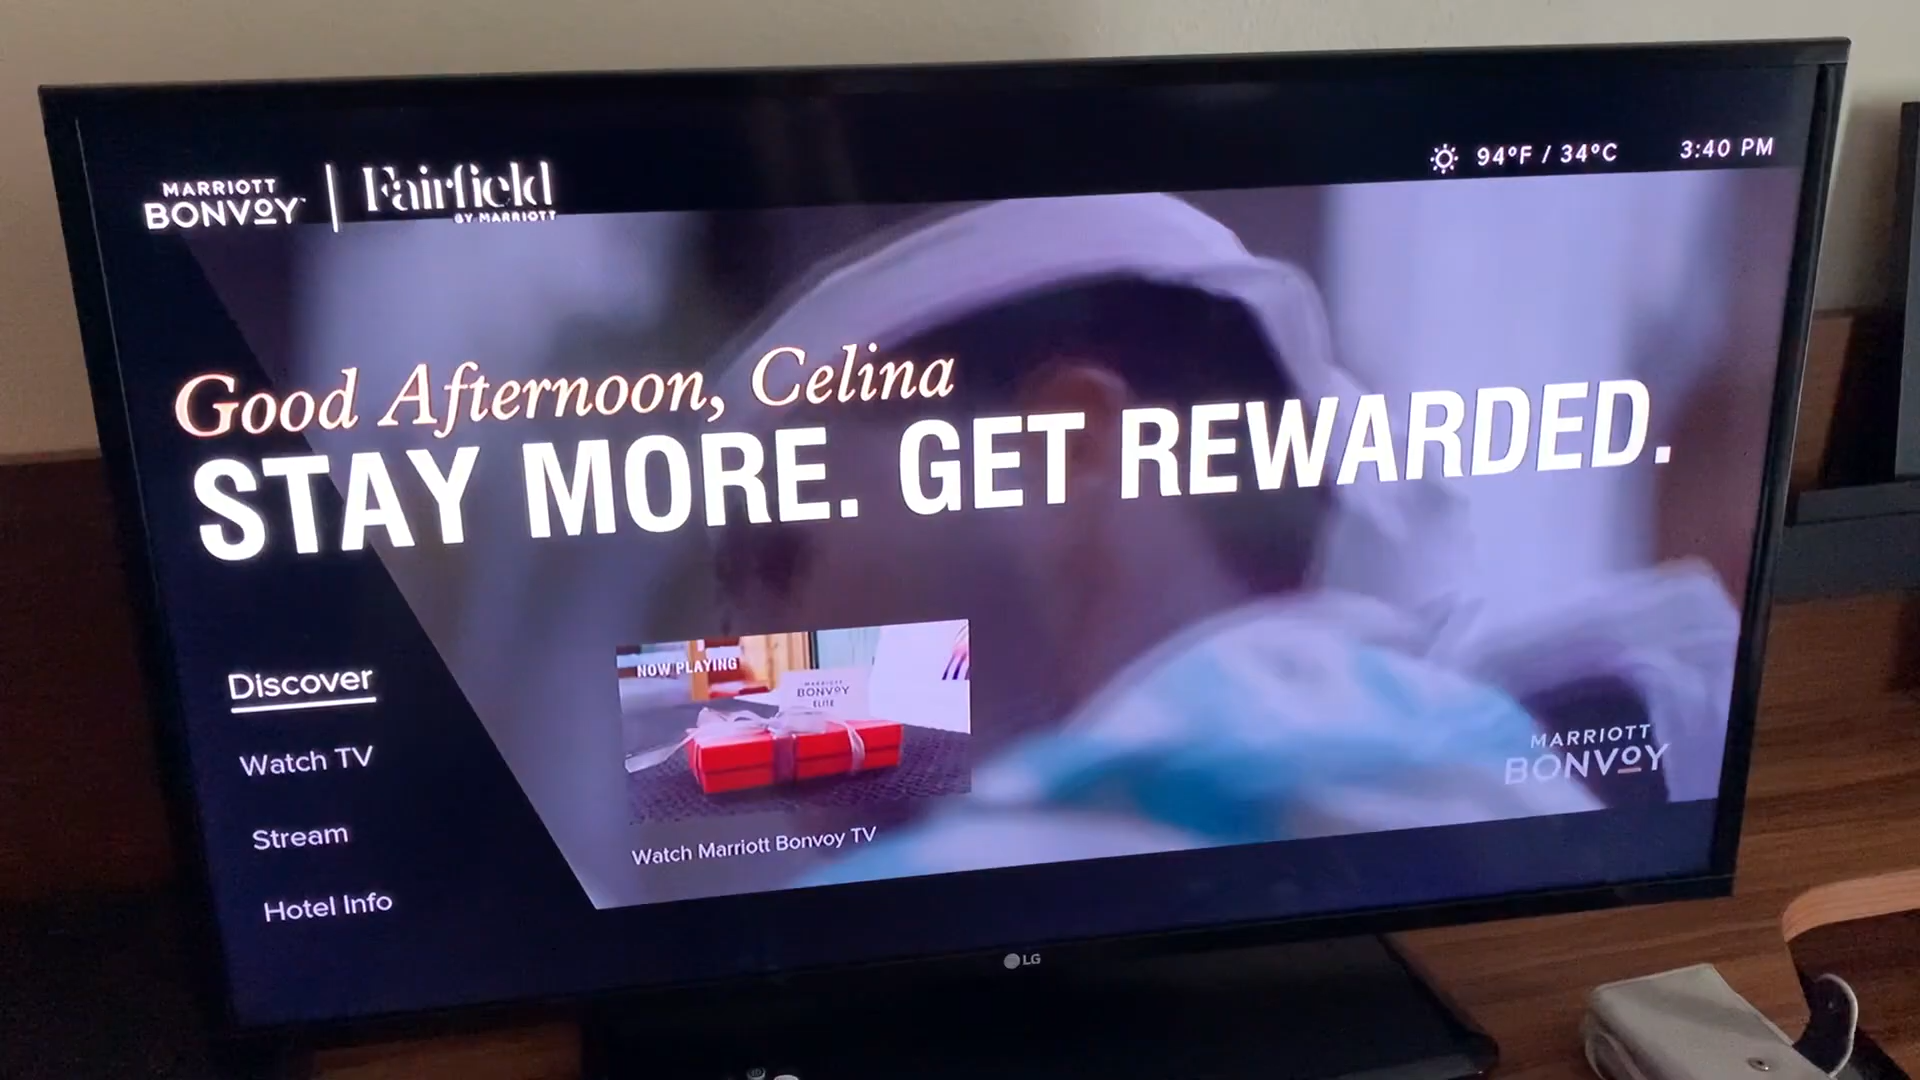 MARRIOTT
BONVOY
Fairfield
BY MARRIOTT
94°F / 34°C
3:40 PM
Good Afternoon, Celina
STAY MORE. GET REWARDED.
Discover
Watch TV
Stream
Hotel Info
NOW PLAYING
MARRIOTT
BONVOY
ELITE
Watch Marriott Bonvoy TV
MARRIOTT
BONVOY
LG